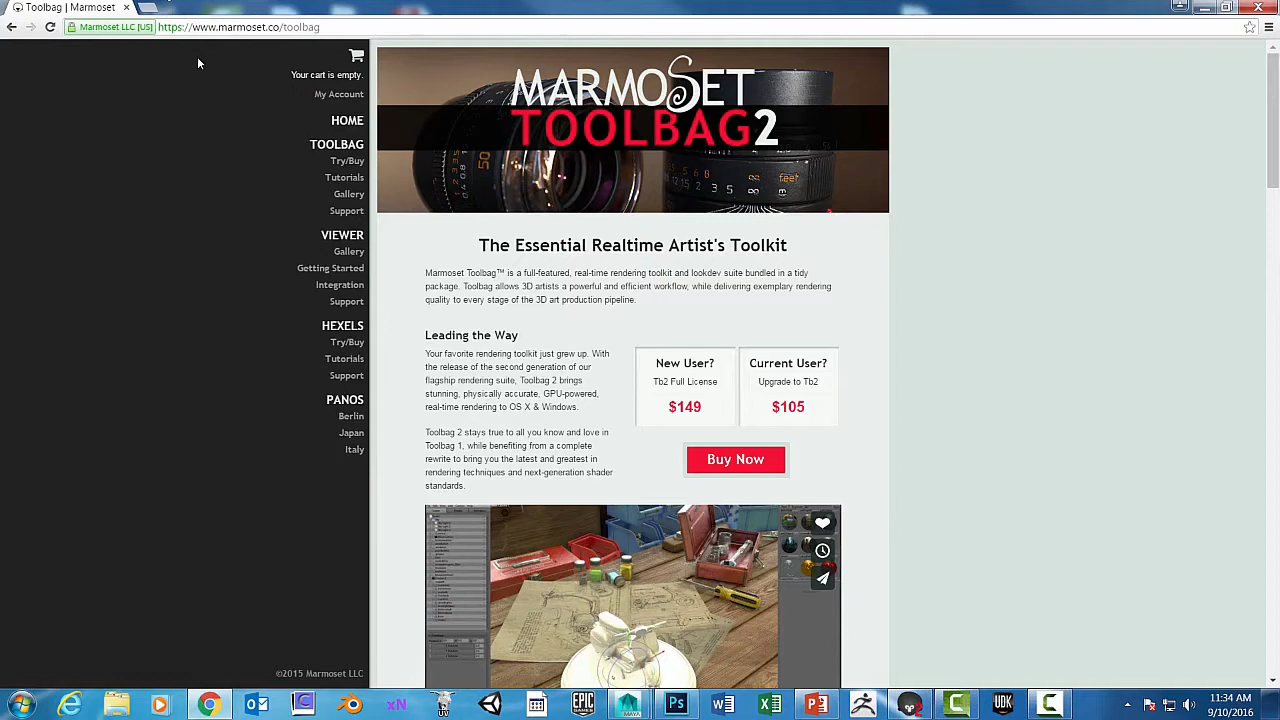 Toolbag | Marmoset
Marmoset LLC [US] https://www.marmoset.co/toolbag
Your cart is empty.
My Account
HOME
TOOLBAG
Try/Buy
Tutorials
Gallery
Support
VIEWER
Gallery
Getting Started
Integration
Support
HEXELS
Try/Buy
Tutorials
Support
PANOS
Berlin
Japan
Italy
©2015 Marmoset LLC
MARMOSET
TOOLBAG2
The Essential Realtime Artist's Toolkit
Marmoset Toolbag™ is a full-featured, real-time rendering toolkit and lookdev suite bundled in a tidy
package. Toolbag allows 3D artists a powerful and efficient workflow, while delivering exemplary rendering
quality to every stage of the 3D art production pipeline.
Leading the Way
Your favorite rendering toolkit just grew up. With
the release of the second generation of our
flagship rendering suite, Toolbag 2 brings
stunning, physically accurate, GPU-powered,
real-time rendering to OS X & Windows.
Toolbag 2 stays true to all you know and love in
Toolbag 1, while benefiting from a complete
rewrite to bring you the latest and greatest in
rendering techniques and next-generation shader
standards.
New User?
Tb2 Full License
$149
Current User?
Upgrade to Tb2
$105
Buy Now
xN
UV
EPIC
GAMES
MAYA
Ps
UDK
11:34 AM
9/10/2016